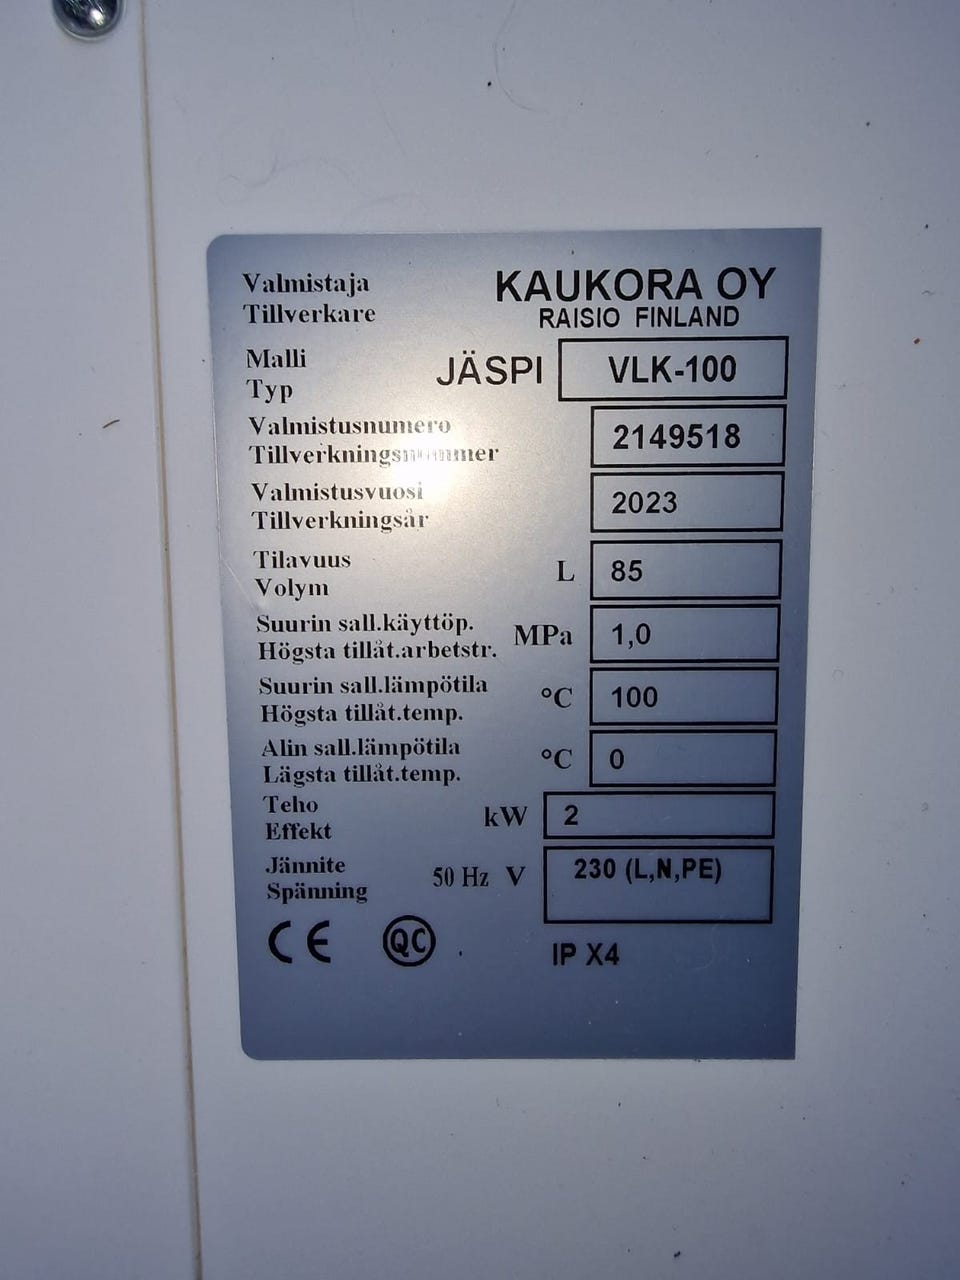 Valmistaja
Tillverkare
KAUKORA OY
RAISIO FINLAND
Malli
Typ
JÄSPI VLK-100
Valmistusnumero
Tillverkningsnummer
2149518
Valmistusvuosi
Tillverkningsår
2023
Tilavuus
Volym
L 85
Suurin sall.käyttöp.
Högsta tillåt.arbetstr.
MPa 1,0
Suurin sall.lämpötila
Högsta tillåt.temp.
°C 100
Alin sall.lämpötila
Lägsta tillåt.temp.
°C 0
Teho
Effekt
kW 2
Jännite
Spänning
50 Hz V 230 (L,N,PE)
CE QC IP X4